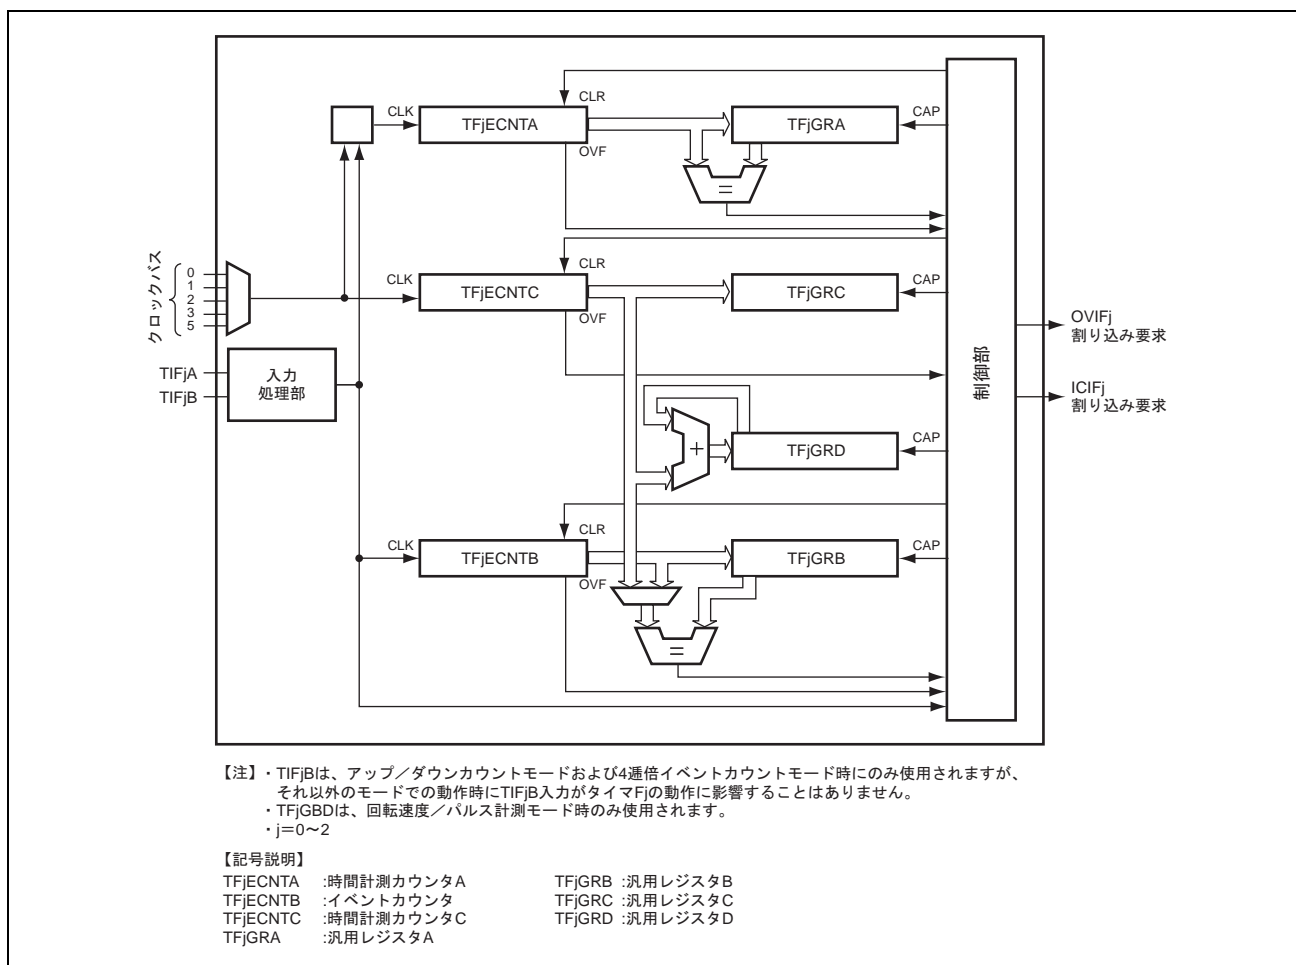 CLR
CLK
TFjECNTA
TFjGRA
CAP
OVF
=
クロックバス
0
1
2
3
5
CLR
CLK
TFjECNTC
TFjGRC
CAP
OVF
OVIFj
割り込み要求
TIFjA
TIFjB
入力
処理部
制御部
ICIFj
割り込み要求
+
TFjGRD
CAP
CLR
CLK
TFjECNTB
TFjGRB
CAP
OVF
=
【注】・TIFjBは、アップ／ダウンカウントモードおよび4逓倍イベントカウントモード時にのみ使用されますが、
それ以外のモードでの動作時にTIFjB入力がタイマFjの動作に影響することはありません。
・TFjGBDは、回転速度／パルス計測モード時のみ使用されます。
・j＝0～2
【記号説明】
TFjECNTA :時間計測カウンタA
TFjECNTB :イベントカウンタ
TFjECNTC :時間計測カウンタC
TFjGRA :汎用レジスタA
TFjGRB :汎用レジスタB
TFjGRC :汎用レジスタC
TFjGRD :汎用レジスタD